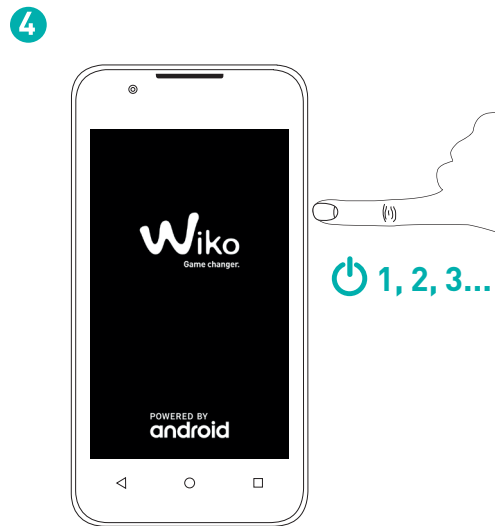 4
Wiko
Game changer.
1, 2, 3...
POWERED BY
android